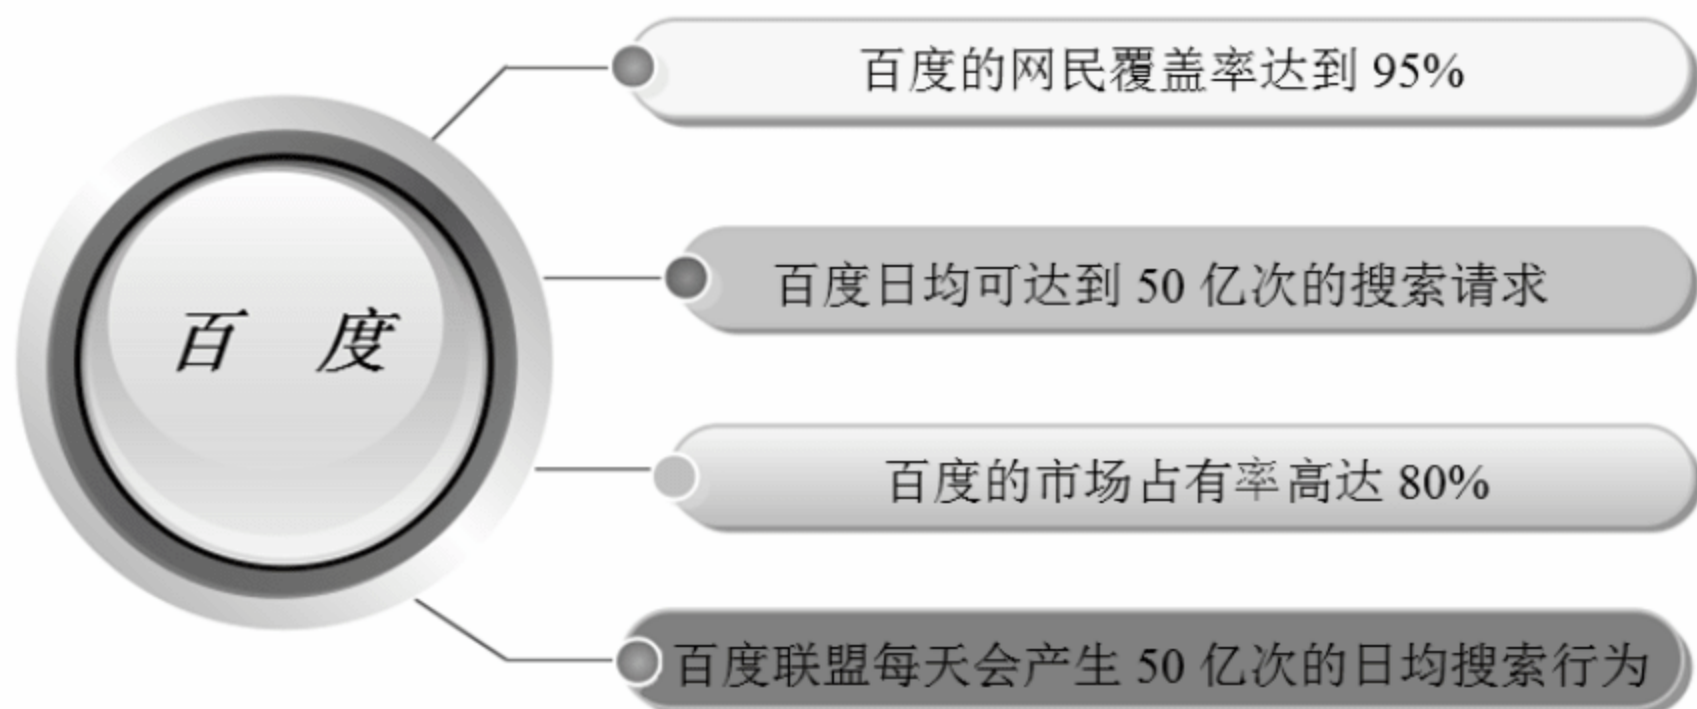 百度的网民覆盖率达到 95%
百度日均可达到 50 亿次的搜索请求
百 度
百度的市场占有率高达 80%
百度联盟每天会产生 50 亿次的日均搜索行为